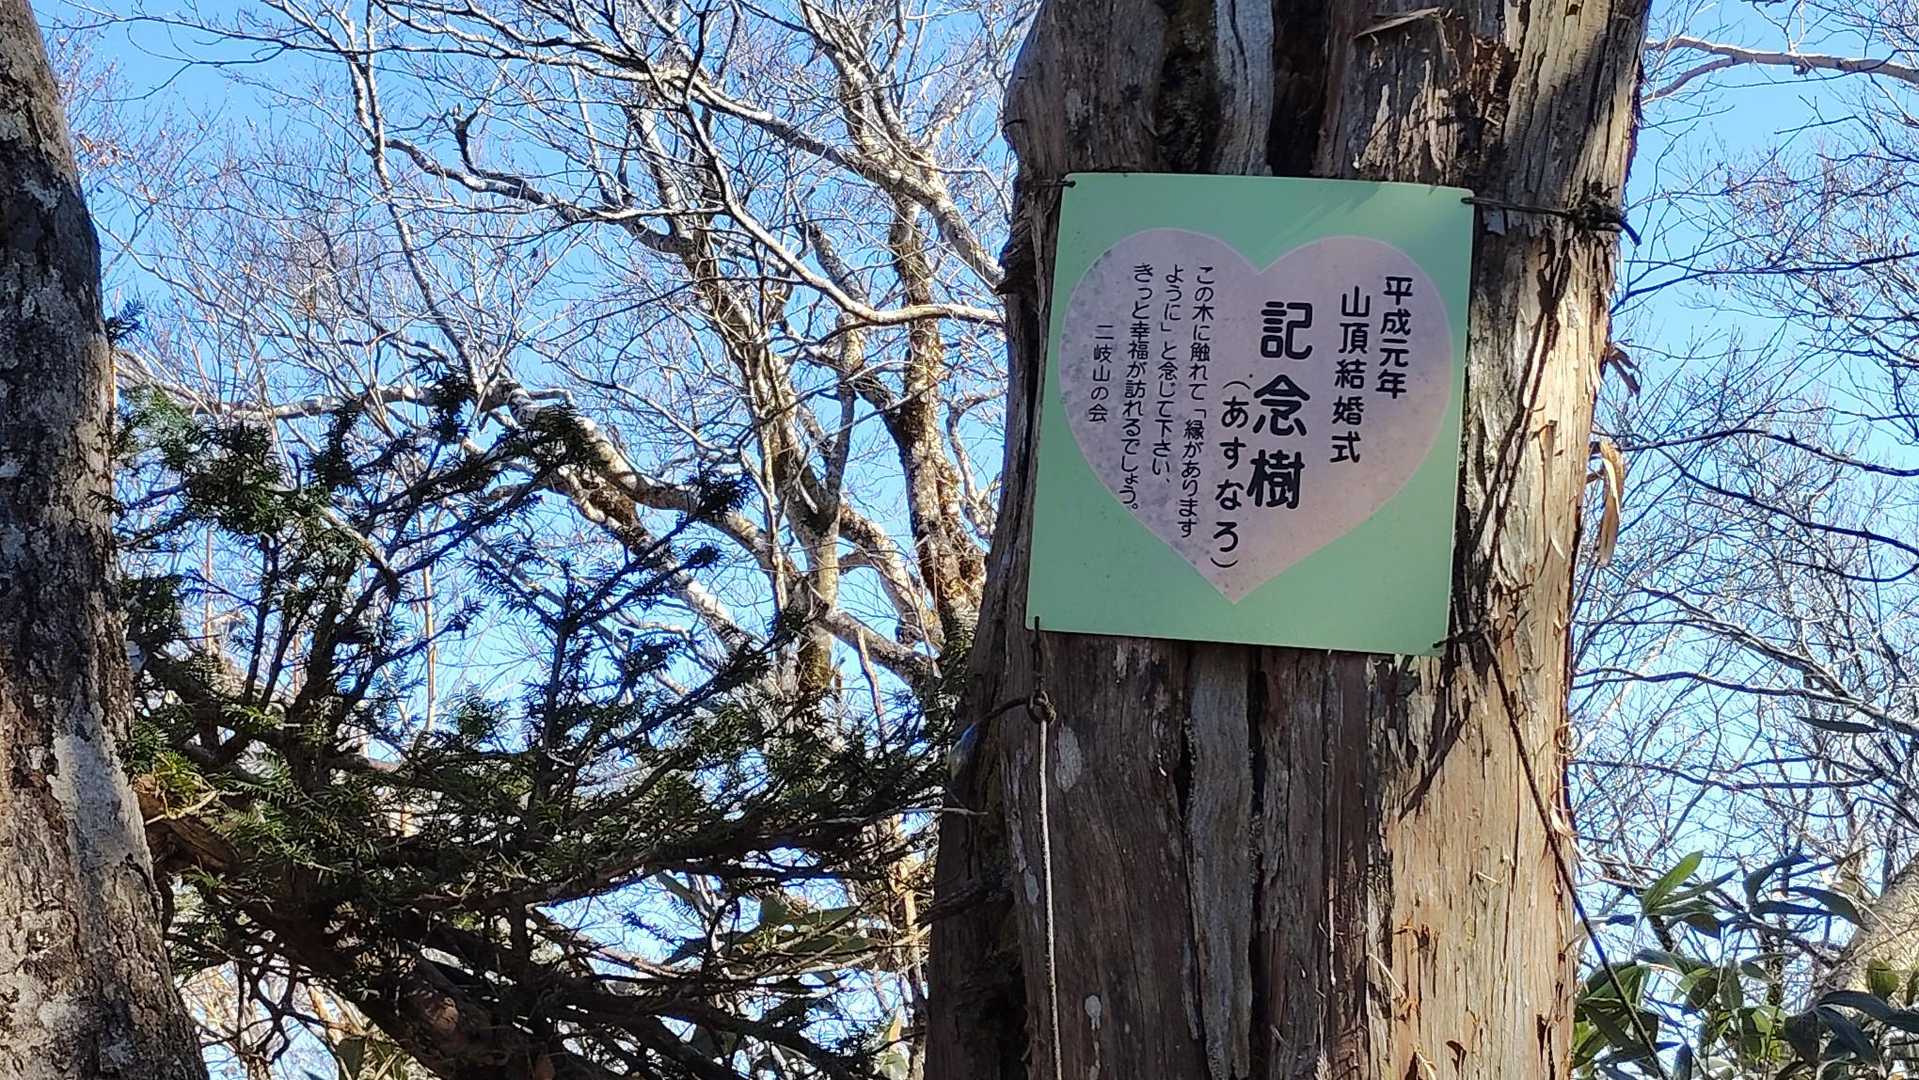 平成元年
山頂結婚式
記念樹
（あすなろ）
この木に触れて「縁があります
ように」と念じて下さい、
きっと幸福が訪れるでしょう。
二岐山の会